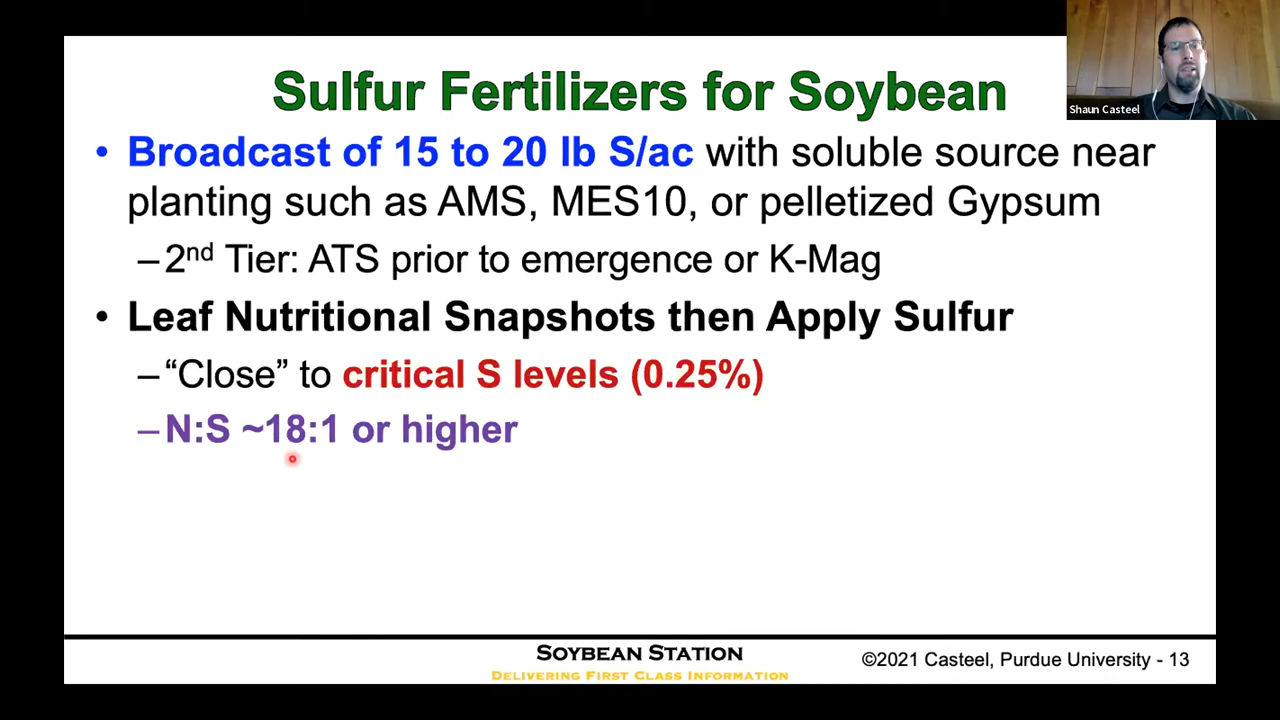 Shaun Casteel
Sulfur Fertilizers for Soybean
• Broadcast of 15 to 20 lb S/ac with soluble source near
planting such as AMS, MES10, or pelletized Gypsum
–2nd Tier: ATS prior to emergence or K-Mag
• Leaf Nutritional Snapshots then Apply Sulfur
–“Close” to critical S levels (0.25%)
–N:S ~18:1 or higher
Soybean Station
Delivering First Class Information
©2021 Casteel, Purdue University - 13